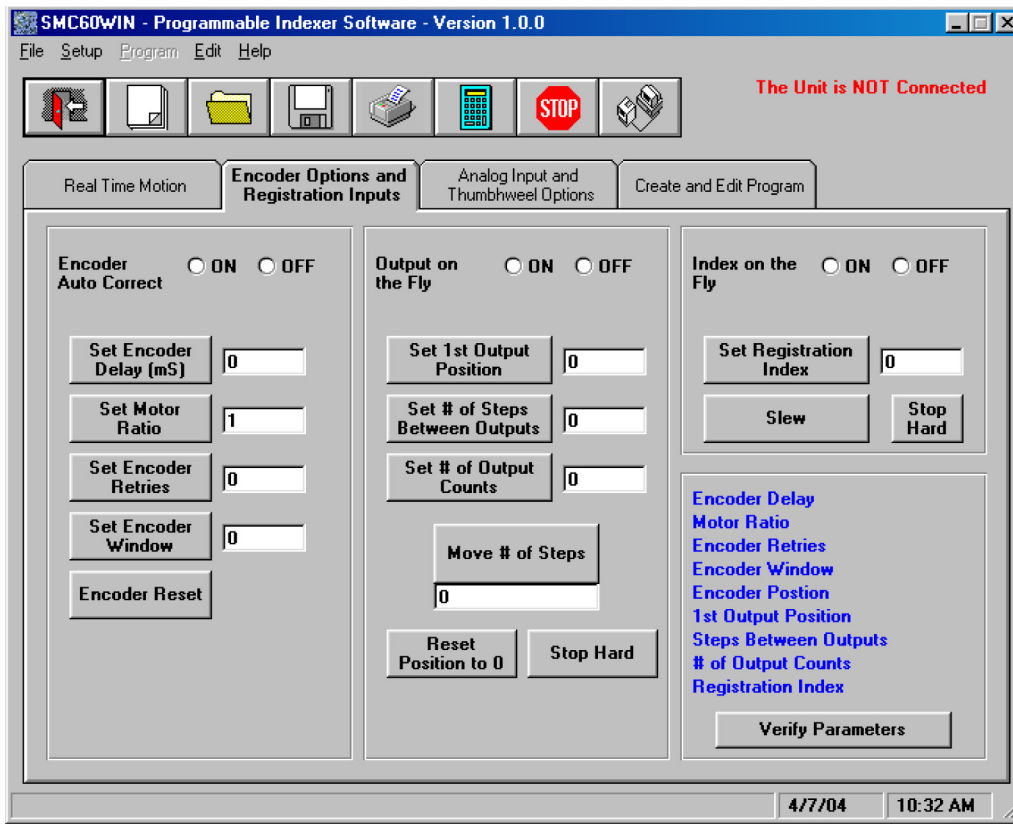 SMC60WIN - Programmable Indexer Software - Version 1.0.0
File Setup Program Edit Help
STOP
The Unit is NOT Connected
Real Time Motion
Encoder Options and
Registration Inputs
Analog Input and
Thumbhweel Options
Create and Edit Program
Encoder
Auto Correct
ON OFF
Set Encoder
Delay (mS)
0
Set Motor
Ratio
1
Set Encoder
Retries
0
Set Encoder
Window
0
Encoder Reset
Output on
the Fly
ON OFF
Set 1st Output
Position
0
Set # of Steps
Between Outputs
0
Set # of Output
Counts
0
Move # of Steps
0
Reset
Position to 0
Stop Hard
Index on the
Fly
ON OFF
Set Registration
Index
0
Slew
Stop
Hard
Encoder Delay
Motor Ratio
Encoder Retries
Encoder Window
Encoder Postion
1st Output Postion
Steps Between Outputs
# of Output Counts
Registration Index
Verify Parameters
4/7/04 10:32 AM